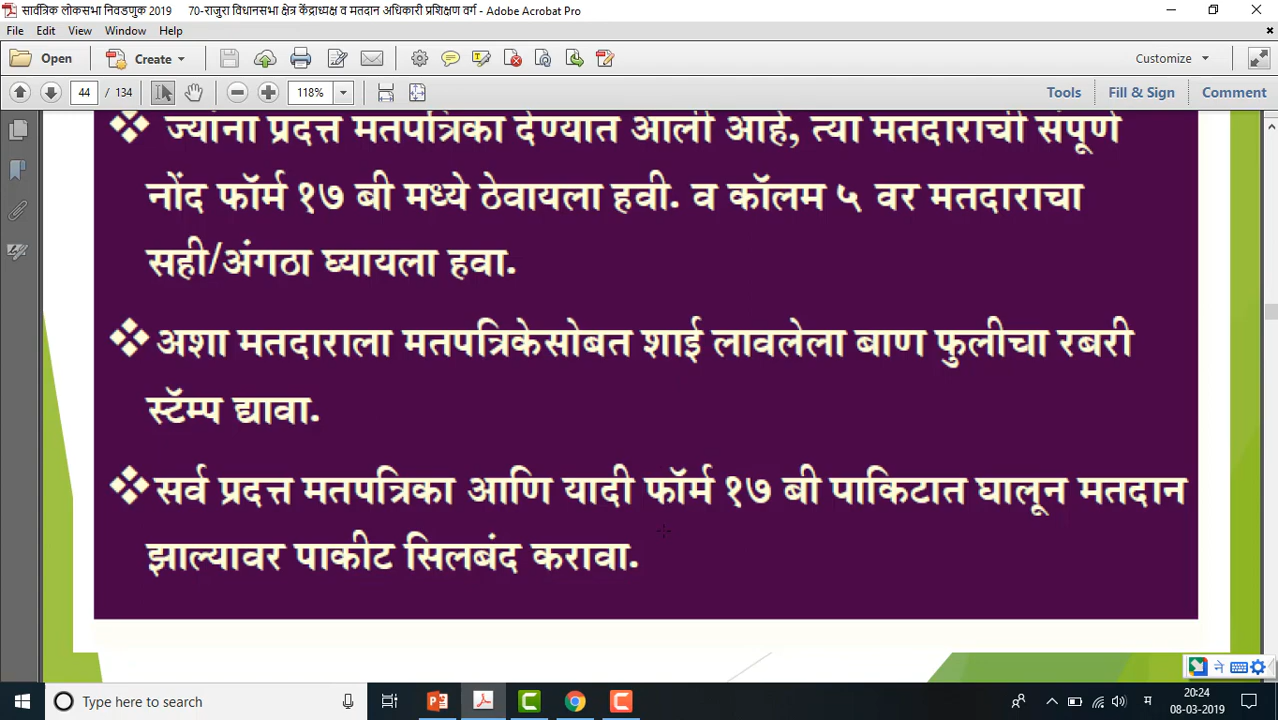 सार्वत्रिक लोकसभा निवडणुक 2019 70-राजुरा विधानसभा क्षेत्र केंद्राध्यक्ष व मतदान अधिकारी प्रशिक्षण वर्ग - Adobe Acrobat Pro
File Edit View Window Help
Open Create Customize
44 / 134 118% Tools Fill & Sign Comment
❖ ज्यांना प्रदत्त मतपत्रिका देण्यात आली आहे, त्या मतदाराची संपूर्ण
नोंद फॉर्म १७ बी मध्ये ठेवायला हवी. व कॉलम ५ वर मतदाराचा
सही/अंगठा घ्यायला हवा.
❖ अशा मतदाराला मतपत्रिकेसोबत शाई लावलेला बाण फुलीचा रबरी
स्टॅम्प द्यावा.
❖ सर्व प्रदत्त मतपत्रिका आणि यादी फॉर्म १७ बी पाकिटात घालून मतदान
झाल्यावर पाकीट सिलबंद करावा.
ने
Type here to search
म 20:24
08-03-2019